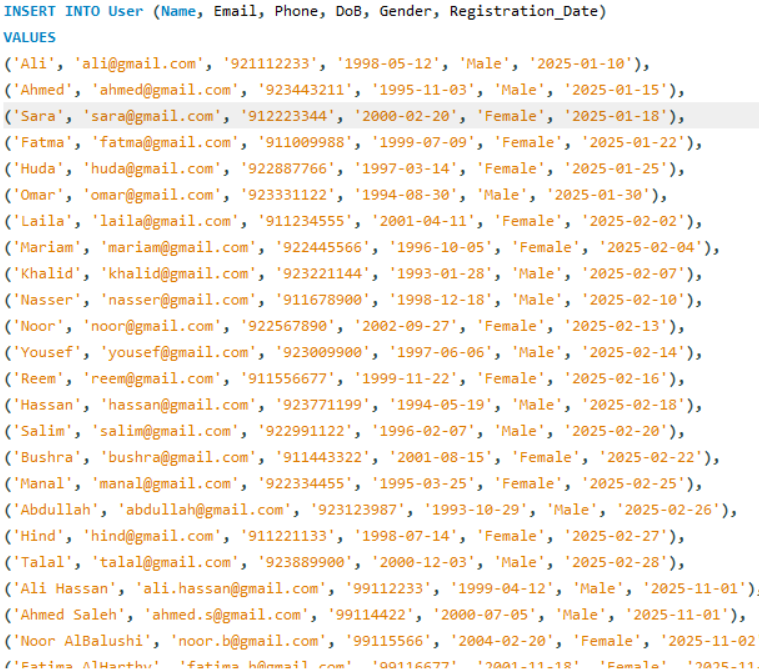 INSERT INTO User (Name, Email, Phone, DoB, Gender, Registration_Date)
VALUES
('Ali', 'ali@gmail.com', '921112233', '1998-05-12', 'Male', '2025-01-10'),
('Ahmed', 'ahmed@gmail.com', '923443211', '1995-11-03', 'Male', '2025-01-15'),
('Sara', 'sara@gmail.com', '912223344', '2000-02-20', 'Female', '2025-01-18'),
('Fatma', 'fatma@gmail.com', '911009988', '1999-07-09', 'Female', '2025-01-22'),
('Huda', 'huda@gmail.com', '922887766', '1997-03-14', 'Female', '2025-01-25'),
('Omar', 'omar@gmail.com', '923331122', '1994-08-30', 'Male', '2025-01-30'),
('Laila', 'laila@gmail.com', '911234555', '2001-04-11', 'Female', '2025-02-02'),
('Mariam', 'mariam@gmail.com', '922445566', '1996-10-05', 'Female', '2025-02-04'),
('Khalid', 'khalid@gmail.com', '923221144', '1993-01-28', 'Male', '2025-02-07'),
('Nasser', 'nasser@gmail.com', '911678900', '1998-12-18', 'Male', '2025-02-10'),
('Noor', 'noor@gmail.com', '922567890', '2002-09-27', 'Female', '2025-02-13'),
('Yousef', 'yousef@gmail.com', '923009900', '1997-06-06', 'Male', '2025-02-14'),
('Reem', 'reem@gmail.com', '911556677', '1999-11-22', 'Female', '2025-02-16'),
('Hassan', 'hassan@gmail.com', '923771199', '1994-05-19', 'Male', '2025-02-18'),
('Salim', 'salim@gmail.com', '922991122', '1996-02-07', 'Male', '2025-02-20'),
('Bushra', 'bushra@gmail.com', '911443322', '2001-08-15', 'Female', '2025-02-22'),
('Manal', 'manal@gmail.com', '922334455', '1995-03-25', 'Female', '2025-02-25'),
('Abdullah', 'abdullah@gmail.com', '923123987', '1993-10-29', 'Male', '2025-02-26'),
('Hind', 'hind@gmail.com', '911221133', '1998-07-14', 'Female', '2025-02-27'),
('Talal', 'talal@gmail.com', '923889900', '2000-12-03', 'Male', '2025-02-28'),
('Ali Hassan', 'ali.hassan@gmail.com', '99112233', '1999-04-12', 'Male', '2025-11-01'),
('Ahmed Saleh', 'ahmed.s@gmail.com', '99114422', '2000-07-05', 'Male', '2025-11-01'),
('Noor AlBalushi', 'noor.b@gmail.com', '99115566', '2004-02-20', 'Female', '2025-11-02
('Fatima AlHarthy', 'fatima.h@gmail.com', '99116677', '2001-11-18', 'Female', '2025-11-